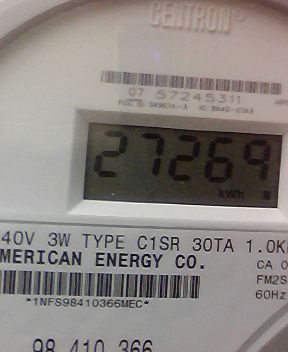 CENTRON®
07 57245311
27269
kWh
40V 3W TYPE C1SR 30TA 1.0K
MERICAN ENERGY CO.
CA 0
FM2S
60Hz
*1NFS98410366MEC*
98 410 366